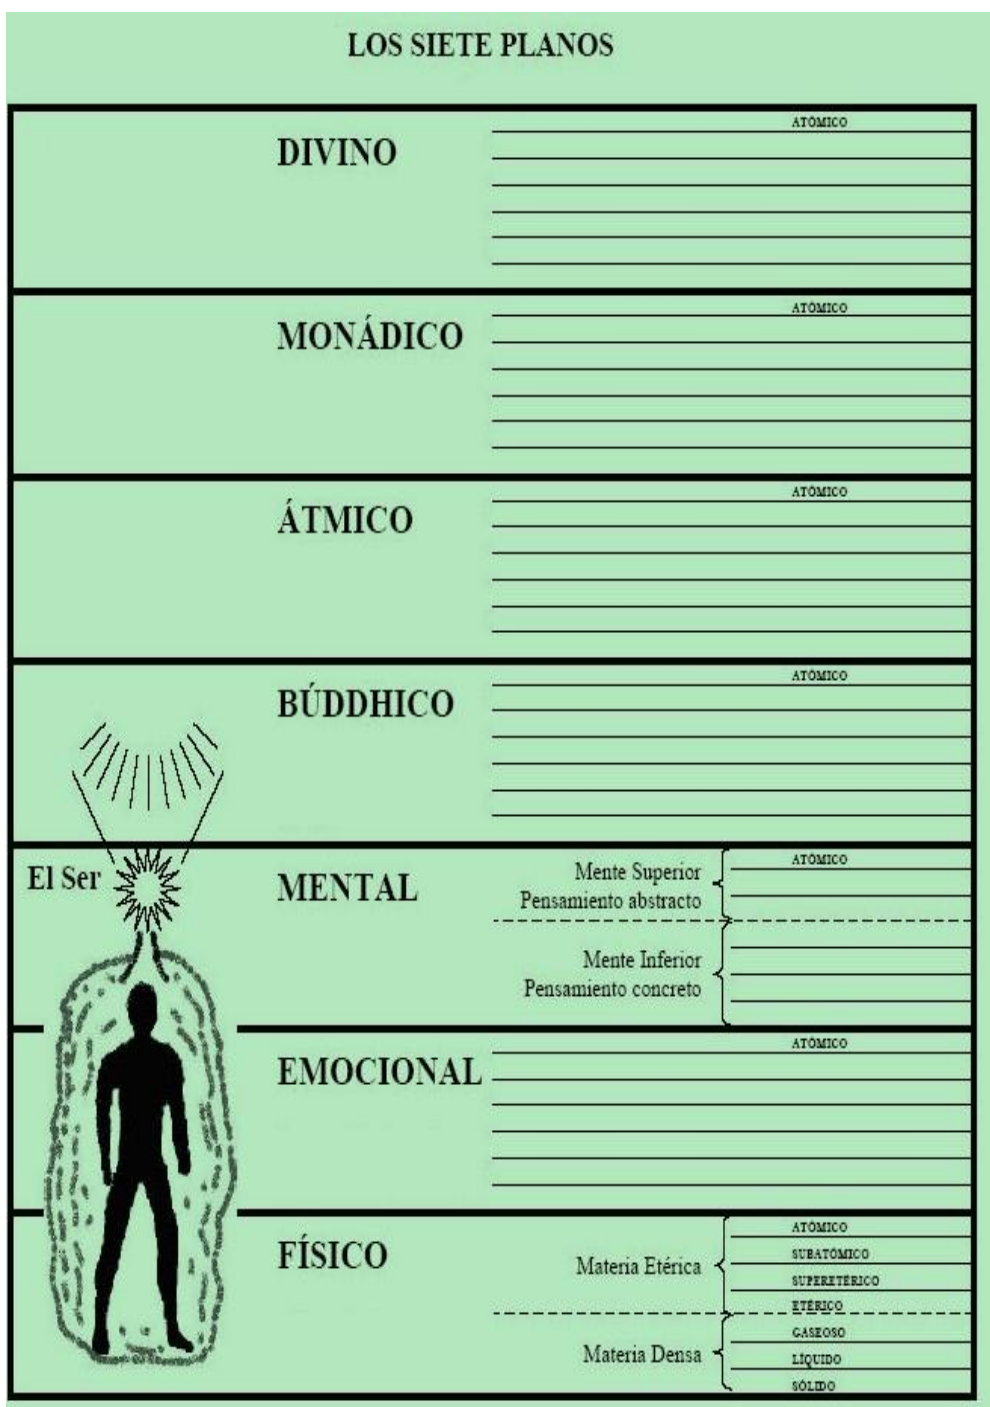 LOS SIETE PLANOS
ATÓMICO
DIVINO
ATÓMICO
MONÁDICO
ATÓMICO
ÁTMICO
ATÓMICO
BÚDDHICO
ATÓMICO
El Ser
MENTAL
Mente Superior
Pensamiento abstracto
Mente Inferior
Pensamiento concreto
ATÓMICO
EMOCIONAL
ATÓMICO
FÍSICO
Materia Etérica
SUBATÓMICO
SUPERETÉRICO
ETÉRICO
GASEOSO
Materia Densa
LÍQUIDO
SÓLIDO